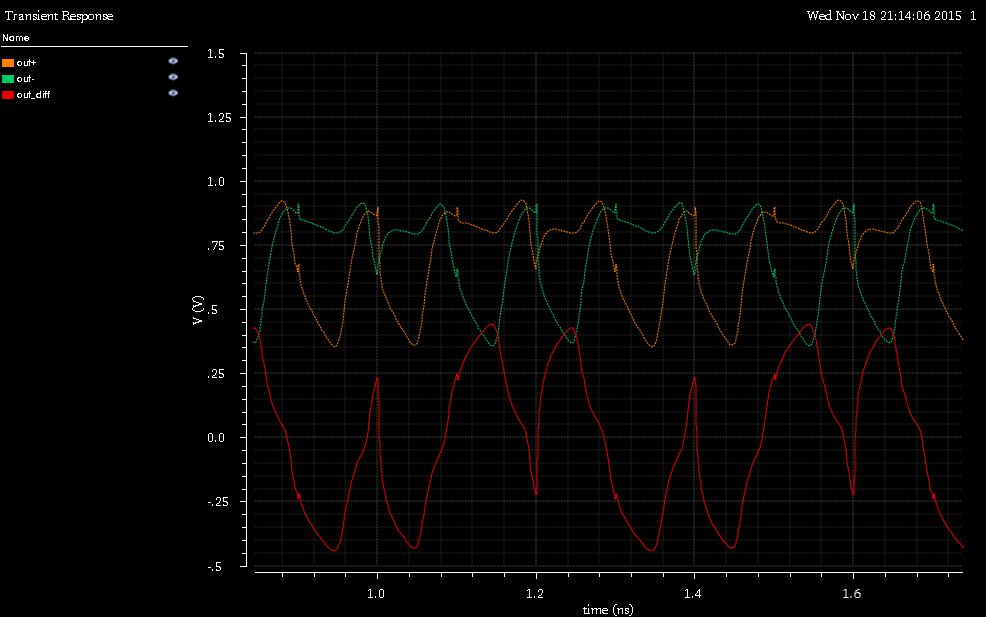 Transient Response
Wed Nov 18 21:14:06 2015 1
Name
out+
out-
out_diff
1.5
1.25
1.0
.75
.5
.25
0.0
-.25
-.5
V (V)
1.0
1.2
1.4
1.6
time (ns)